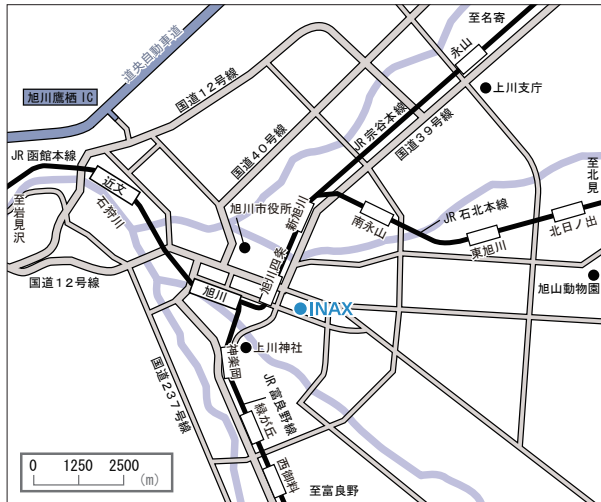 至名寄
道央自動車道
国道12号線
永山
旭川鷹栖IC
上川支庁
国道40号線
JR宗谷本線
国道39号線
JR函館本線
近文
至北見
至岩見沢
石狩川
旭川市役所
新旭川
南永山
JR石北本線
北日ノ出
東旭川
旭川四条
国道12号線
旭川
旭山動物園
INAX
神楽岡
上川神社
国道237号線
JR富良野線
緑が丘
西御料
至富良野
0 1250 2500
(m)